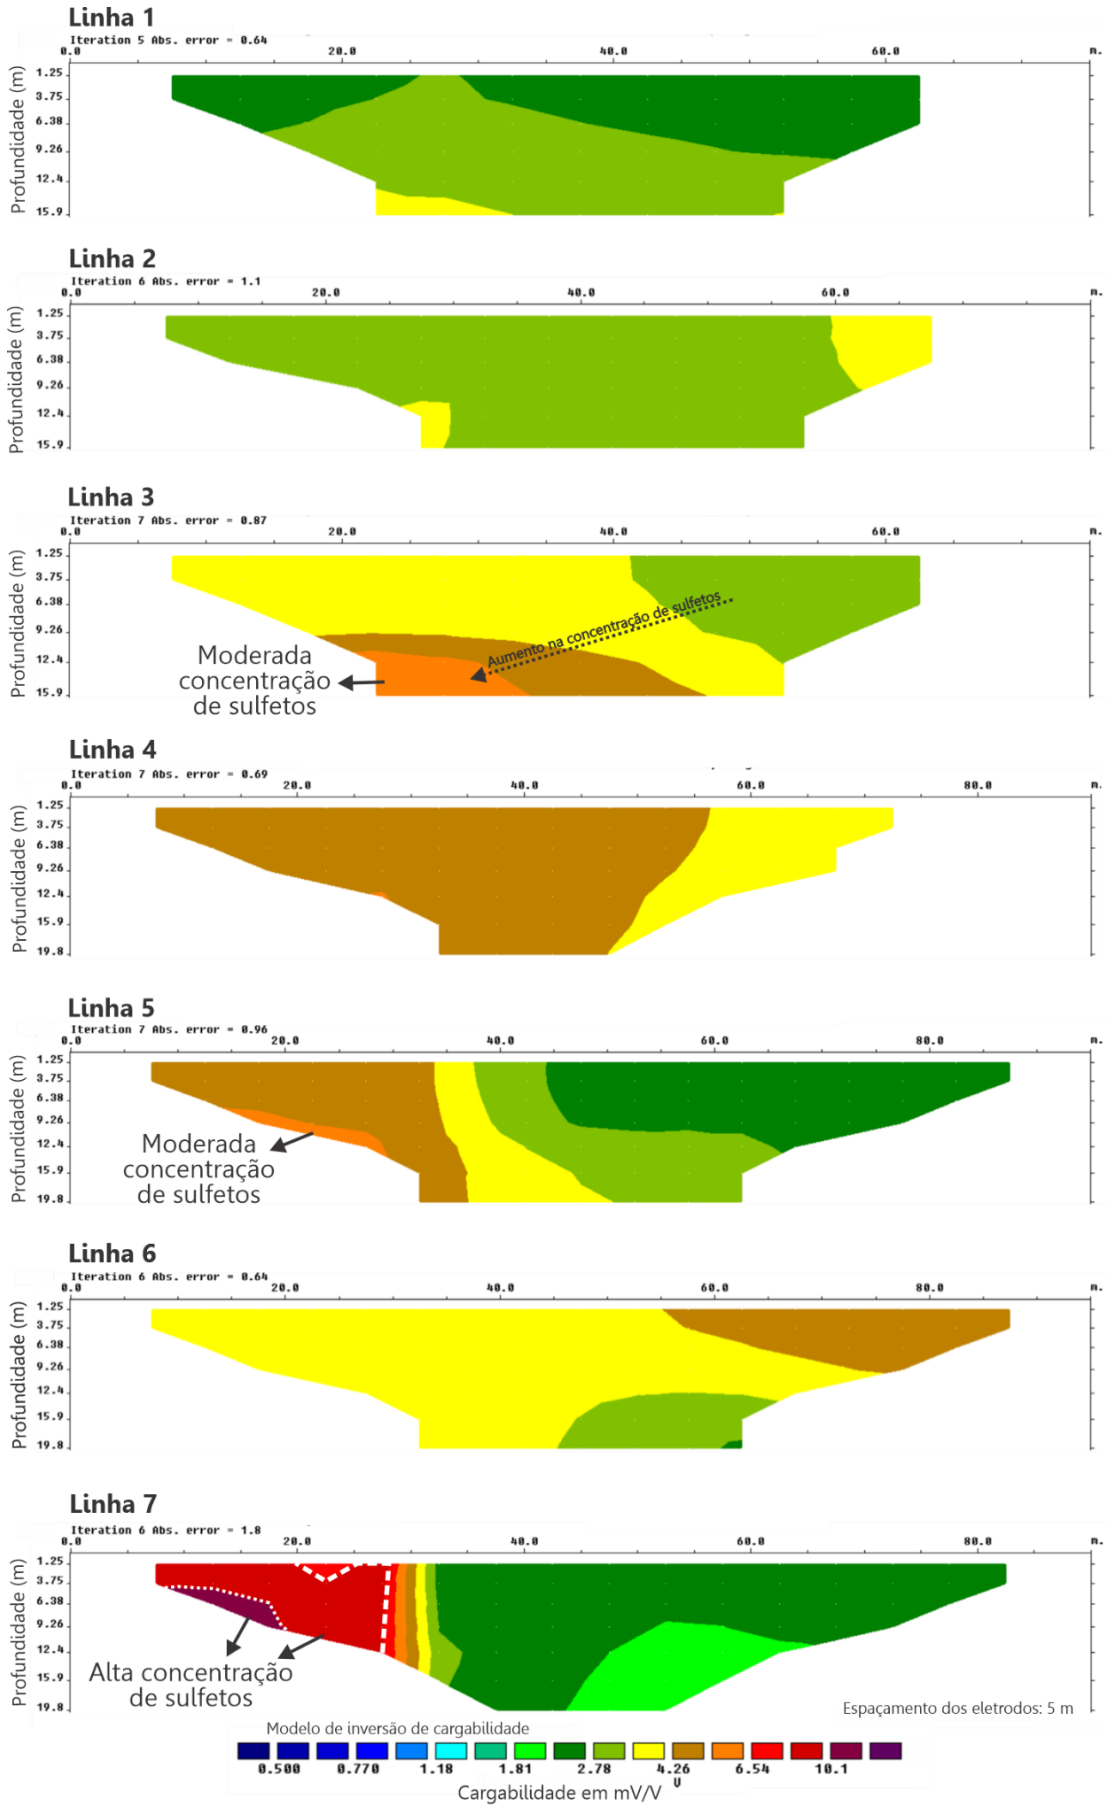 Linha 1
Iteration 5 Abs. error = 0.64
0.0 20.0 40.0 60.0 m.
Profundidade (m)
1.25
3.75
6.38
9.26
12.4
15.9
Linha 2
Iteration 6 Abs. error = 1.1
0.0 20.0 40.0 60.0 m.
Profundidade (m)
1.25
3.75
6.38
9.26
12.4
15.9
Linha 3
Iteration 7 Abs. error = 0.87
0.0 20.0 40.0 60.0 m.
Profundidade (m)
1.25
3.75
6.38
9.26
12.4
15.9
Aumento na concentração de sulfetos
Moderada
concentração
de sulfetos
Linha 4
Iteration 7 Abs. error = 0.69
0.0 20.0 40.0 60.0 80.0 m.
Profundidade (m)
1.25
3.75
6.38
9.26
12.4
15.9
19.8
Linha 5
Iteration 7 Abs. error = 0.96
0.0 20.0 40.0 60.0 80.0 m.
Profundidade (m)
1.25
3.75
6.38
9.26
12.4
15.9
19.8
Moderada
concentração
de sulfetos
Linha 6
Iteration 6 Abs. error = 0.64
0.0 20.0 40.0 60.0 80.0 m.
Profundidade (m)
1.25
3.75
6.38
9.26
12.4
15.9
19.8
Linha 7
Iteration 6 Abs. error = 1.8
0.0 20.0 40.0 60.0 80.0 m.
Profundidade (m)
1.25
3.75
6.38
9.26
12.4
15.9
19.8
Alta concentração
de sulfetos
Espaçamento dos eletrodos: 5 m
Modelo de inversão de cargabilidade
0.500 0.770 1.18 1.81 2.78 4.26 6.54 10.1
Cargabilidade em mV/V